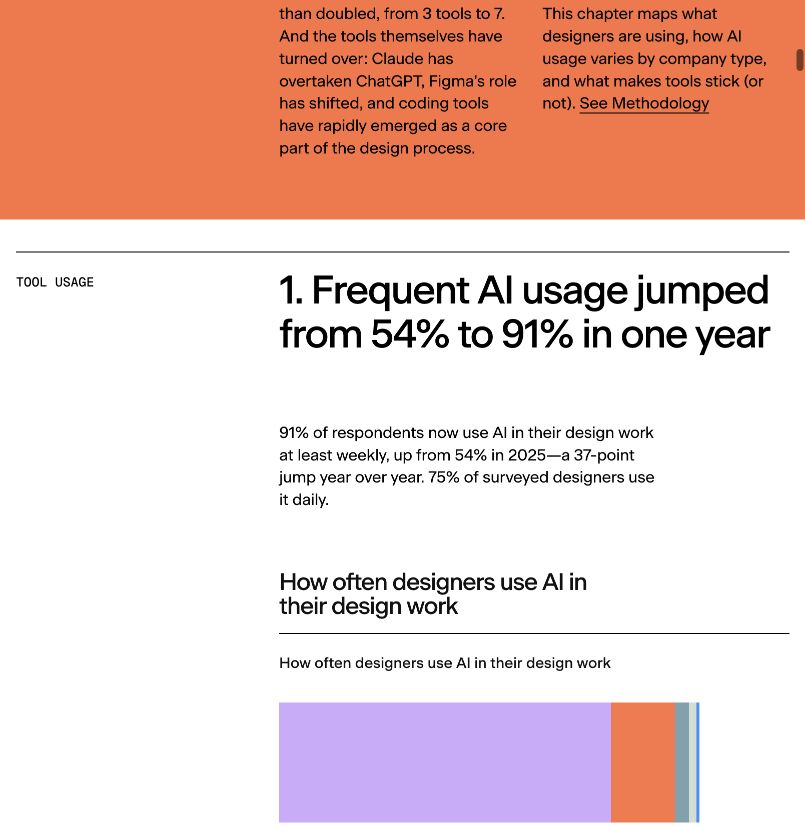 than doubled, from 3 tools to 7.
And the tools themselves have
turned over: Claude has
overtaken ChatGPT, Figma's role
has shifted, and coding tools
have rapidly emerged as a core
part of the design process.
This chapter maps what
designers are using, how AI
usage varies by company type,
and what makes tools stick (or
not). See Methodology
TOOL USAGE
1. Frequent AI usage jumped
from 54% to 91% in one year
91% of respondents now use AI in their design work
at least weekly, up from 54% in 2025—a 37-point
jump year over year. 75% of surveyed designers use
it daily.
How often designers use AI in
their design work
How often designers use AI in their design work